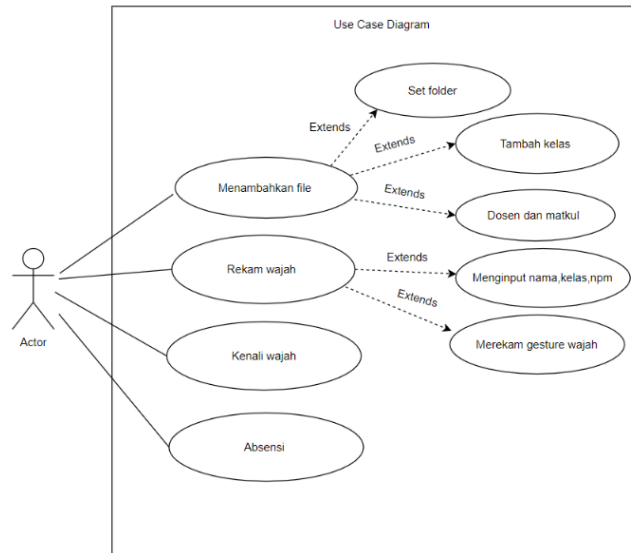 Use Case Diagram
Set folder
Extends
Extends
Tambah kelas
Menambahkan file
Extends
Dosen dan matkul
Rekam wajah
Extends
Menginput nama,kelas,npm
Extends
Merekam gesture wajah
Actor
Kenali wajah
Absensi